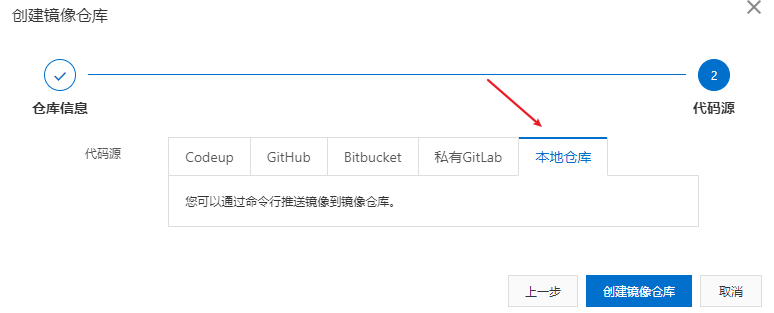 创建镜像仓库
2
仓库信息 代码源
代码源 Codeup GitHub Bitbucket 私有GitLab 本地仓库
您可以通过命令行推送镜像到镜像仓库。
上一步 创建镜像仓库 取消